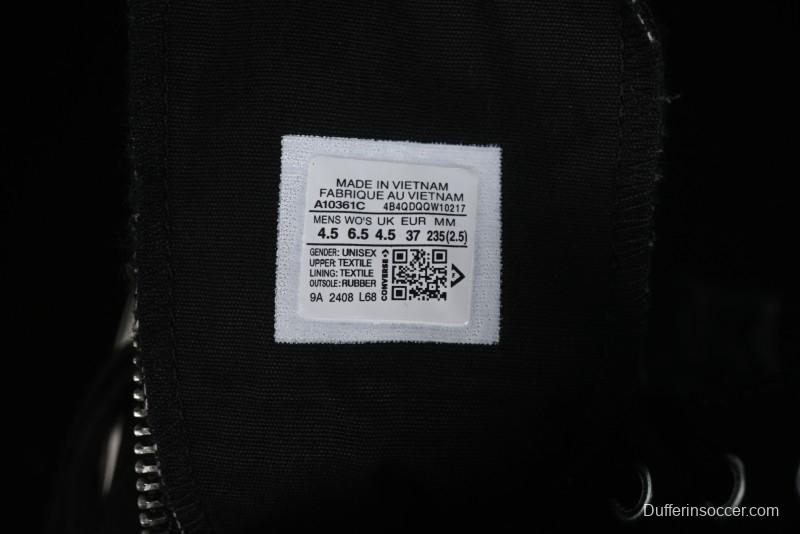 MADE IN VIETNAM
FABRIQUE AU VIETNAM
A10361C 4B4QDQQW10217
MENS WO'S UK EUR MM
4.5 6.5 4.5 37 235(2.5)
GENDER: UNISEX
UPPER: TEXTILE
LINING: TEXTILE
OUTSOLE: RUBBER
9A 2408 L68
CONVERSE
Dufferinsoccer.com